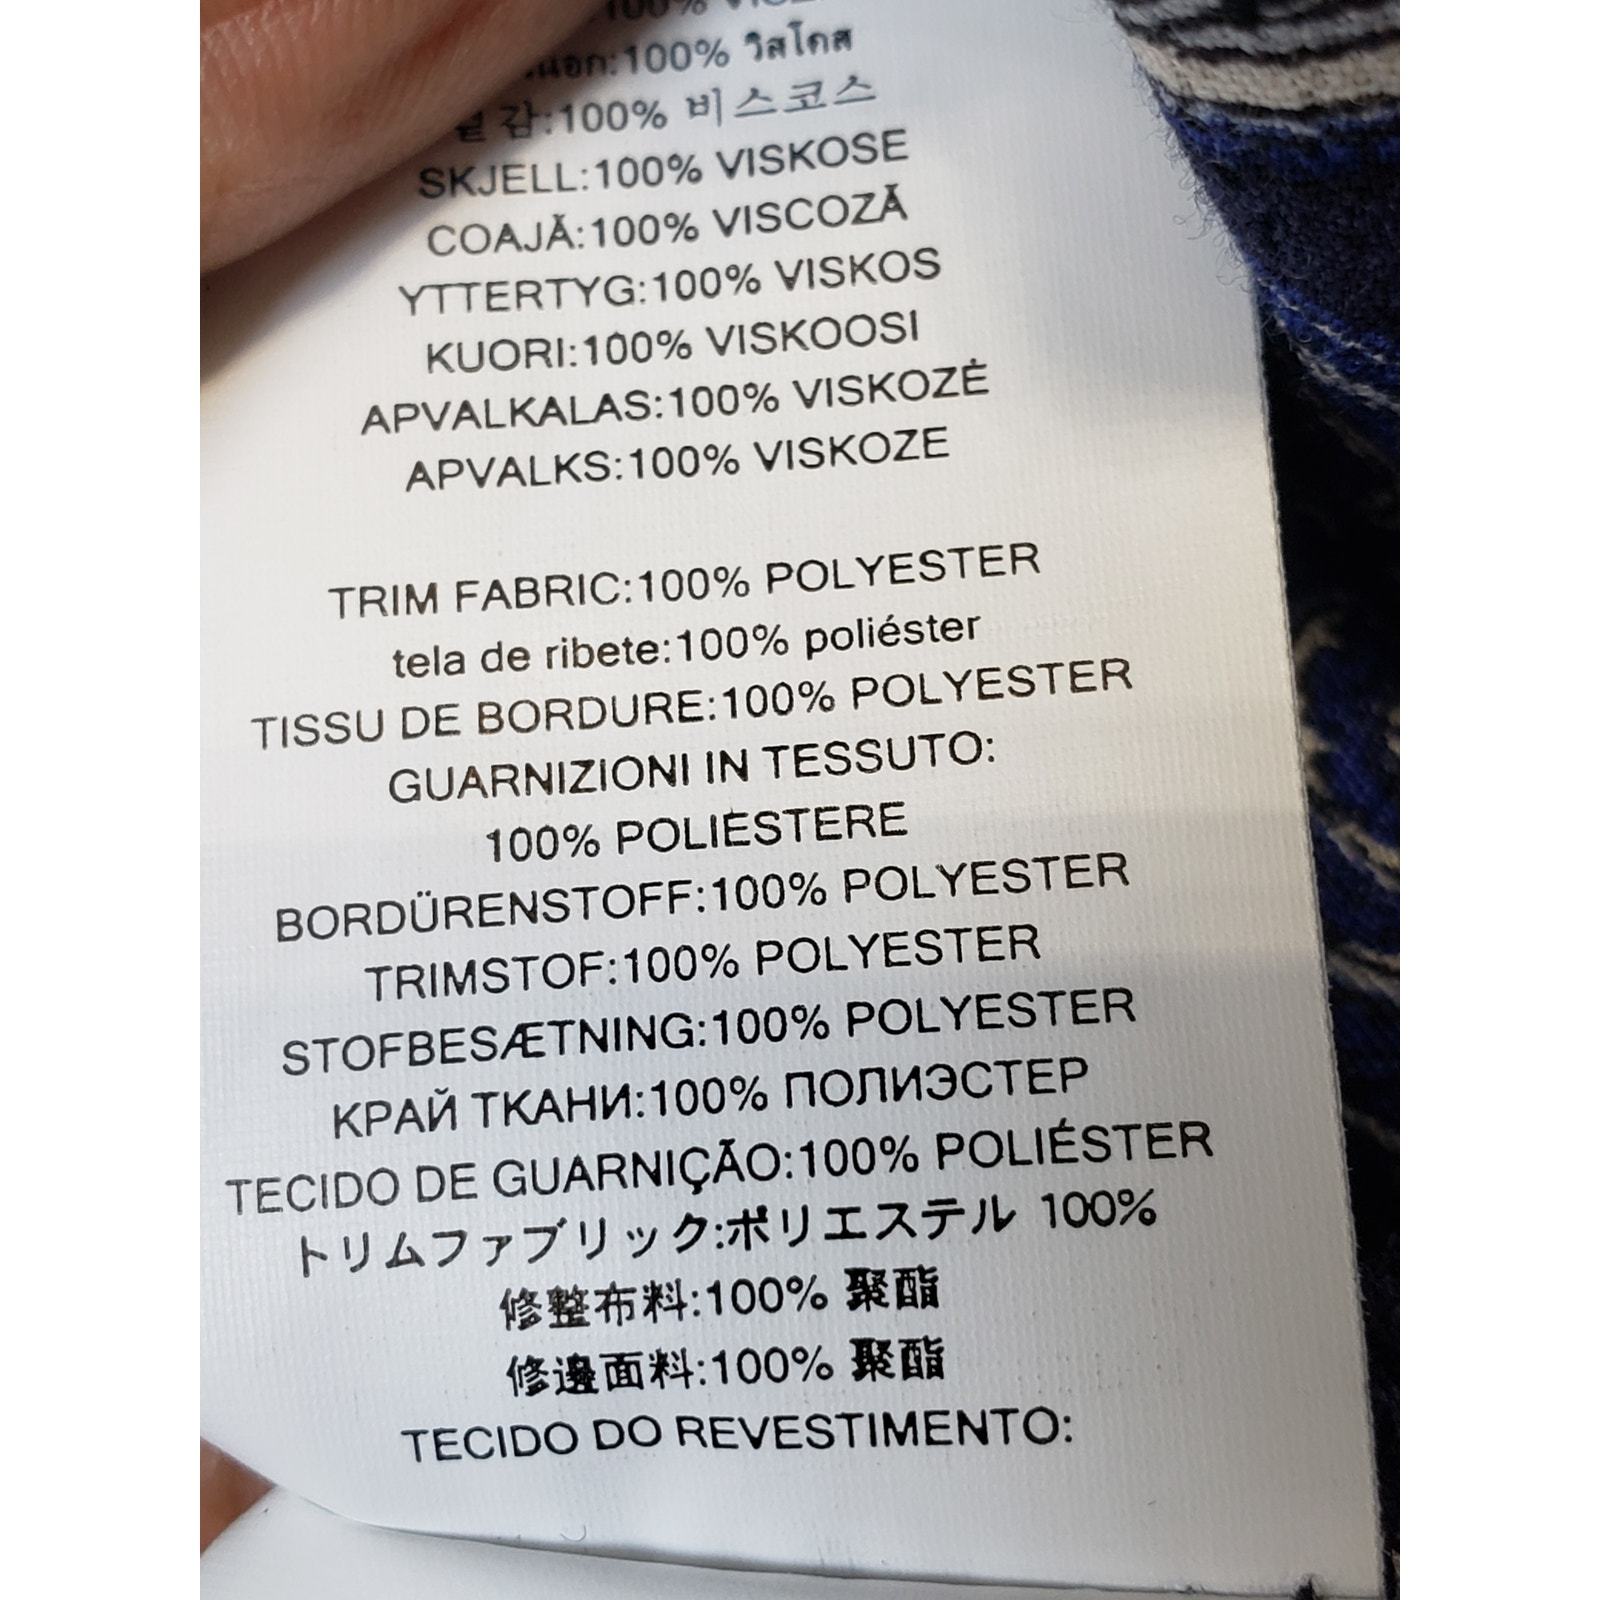 100%
100% วิสโคส
겉감:100% 비스코스
SKJELL:100% VISKOSE
COAJĂ:100% VISCOZĂ
YTTERTYG:100% VISKOS
KUORI:100% VISKOOSI
APVALKALAS:100% VISKOZĖ
APVALKS:100% VISKOZE
TRIM FABRIC:100% POLYESTER
tela de ribete:100% poliéster
TISSU DE BORDURE:100% POLYESTER
GUARNIZIONI IN TESSUTO:
100% POLIESTERE
BORDÜRENSTOFF:100% POLYESTER
TRIMSTOF:100% POLYESTER
STOFBESÆTNING:100% POLYESTER
КРАЙ ТКАНИ:100% ПОЛИЭСТЕР
TECIDO DE GUARNIÇÃO:100% POLIÉSTER
トリムファブリック:ポリエステル 100%
修整布料:100% 聚酯
修邊面料:100% 聚酯
TECIDO DO REVESTIMENTO: